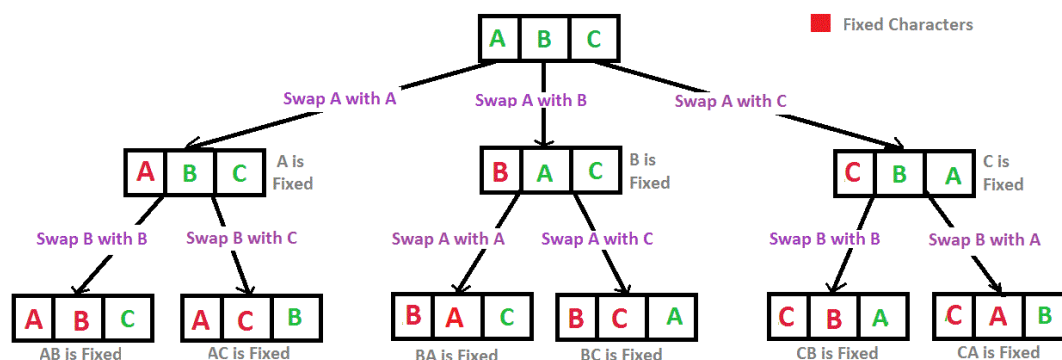 Fixed Characters
A B C
Swap A with A
Swap A with B
Swap A with C
A B C
A is
Fixed
B A C
B is
Fixed
C B A
C is
Fixed
Swap B with B
Swap B with C
Swap A with A
Swap A with C
Swap B with B
Swap B with A
A B C
A C B
B A C
B C A
C B A
C A B
AB is Fixed
AC is Fixed
BA is Fixed
BC is Fixed
CB is Fixed
CA is Fixed